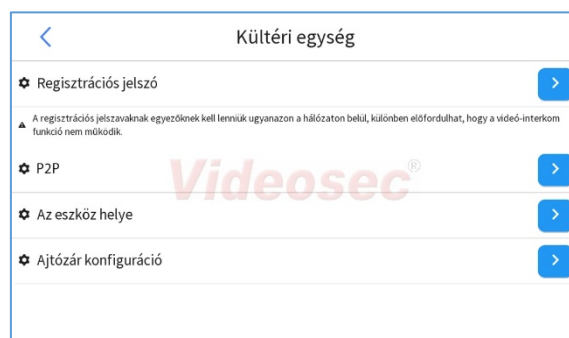 Kültéri egység
Regisztrációs jelszó
A regisztrációs jelszavaknak egyezőknek kell lenniük ugyanazon a hálózaton belül, különben előfordulhat, hogy a videó-interkom
funkció nem működik.
P2P
Videosec®
Az eszköz helye
Ajtózár konfiguráció